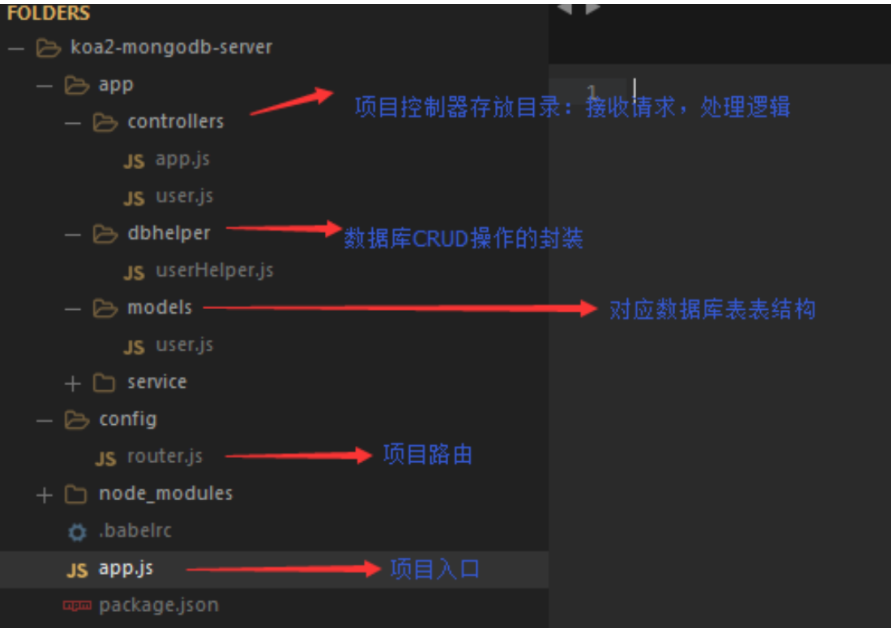 FOLDERS
koa2-mongodb-server
app
controllers
项目控制器存放目录：接收请求，处理逻辑
1
JS app.js
JS user.js
dbhelper
数据库CRUD操作的封装
JS userHelper.js
models
对应数据库表表结构
JS user.js
service
config
JS router.js
项目路由
node_modules
.babelrc
JS app.js
项目入口
npm package.json